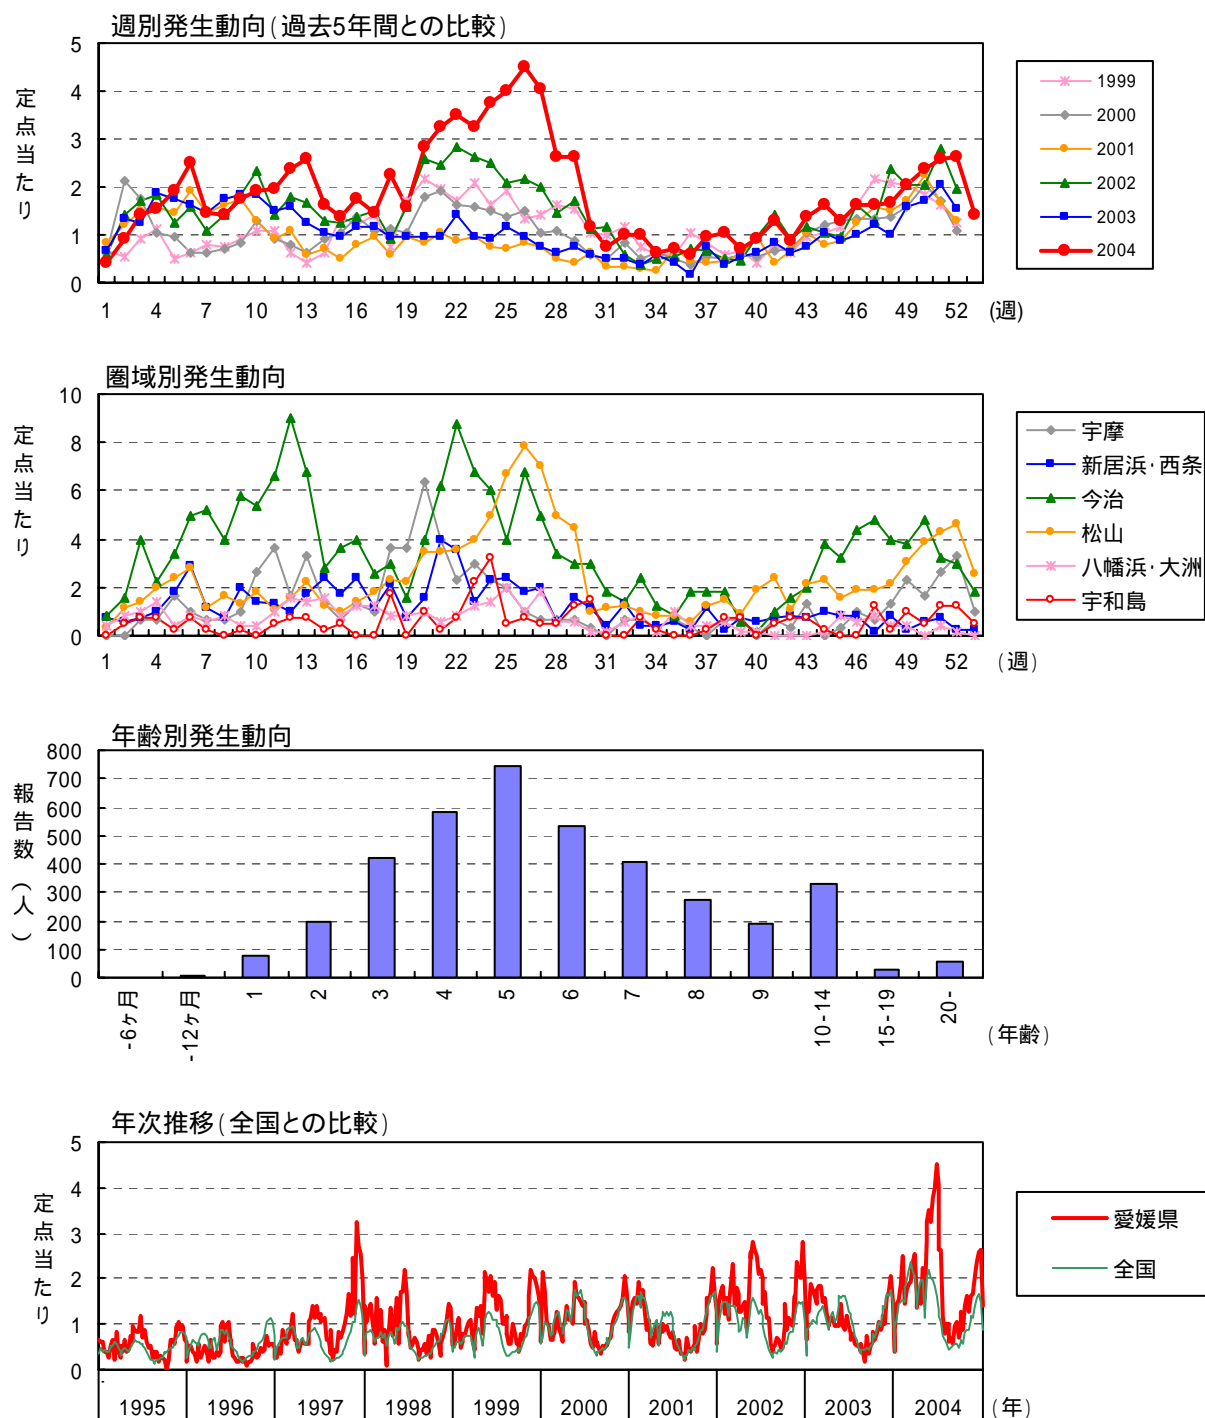 週別発生動向(過去5年間との比較)
定点当たり
5
4
3
2
1
0
1 4 7 10 13 16 19 22 25 28 31 34 37 40 43 46 49 52 (週)
1999
2000
2001
2002
2003
2004
圏域別発生動向
定点当たり
10
8
6
4
2
0
1 4 7 10 13 16 19 22 25 28 31 34 37 40 43 46 49 52 (週)
宇摩
新居浜・西条
今治
松山
八幡浜・大洲
宇和島
年齢別発生動向
報告数(人)
800
700
600
500
400
300
200
100
0
-6ヶ月 -12ヶ月 1 2 3 4 5 6 7 8 9 10-14 15-19 20- (年齢)
年次推移(全国との比較)
定点当たり
5
4
3
2
1
0
1995 1996 1997 1998 1999 2000 2001 2002 2003 2004 (年)
愛媛県
全国